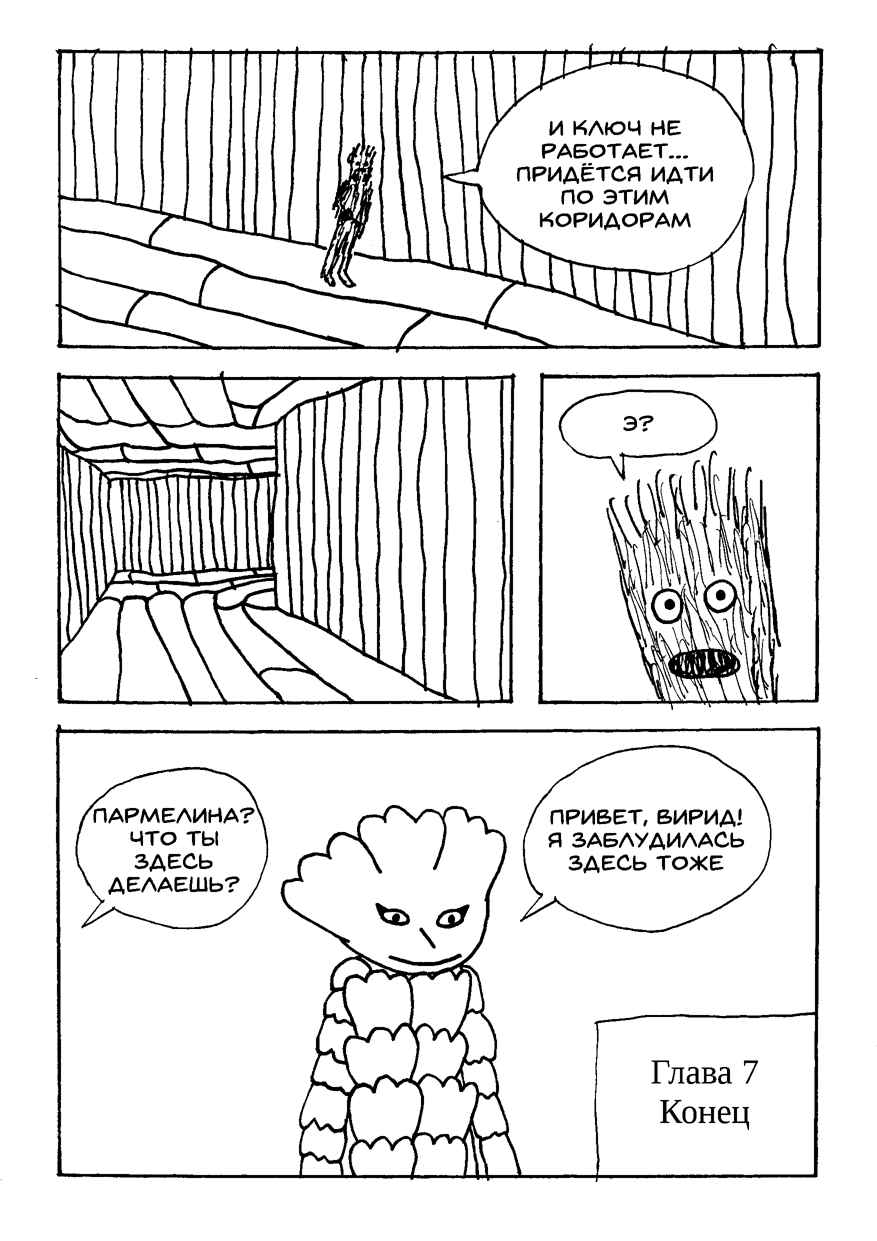 И КЛЮЧ НЕ
РАБОТАЕТ...
ПРИДЁТСЯ ИДТИ
ПО ЭТИМ
КОРИДОРАМ
Э?
ПАРМЕЛИНА?
ЧТО ТЫ
ЗДЕСЬ
ДЕЛАЕШЬ?
ПРИВЕТ, ВИРИД!
Я ЗАБЛУДИЛАСЬ
ЗДЕСЬ ТОЖЕ
Глава 7
Конец